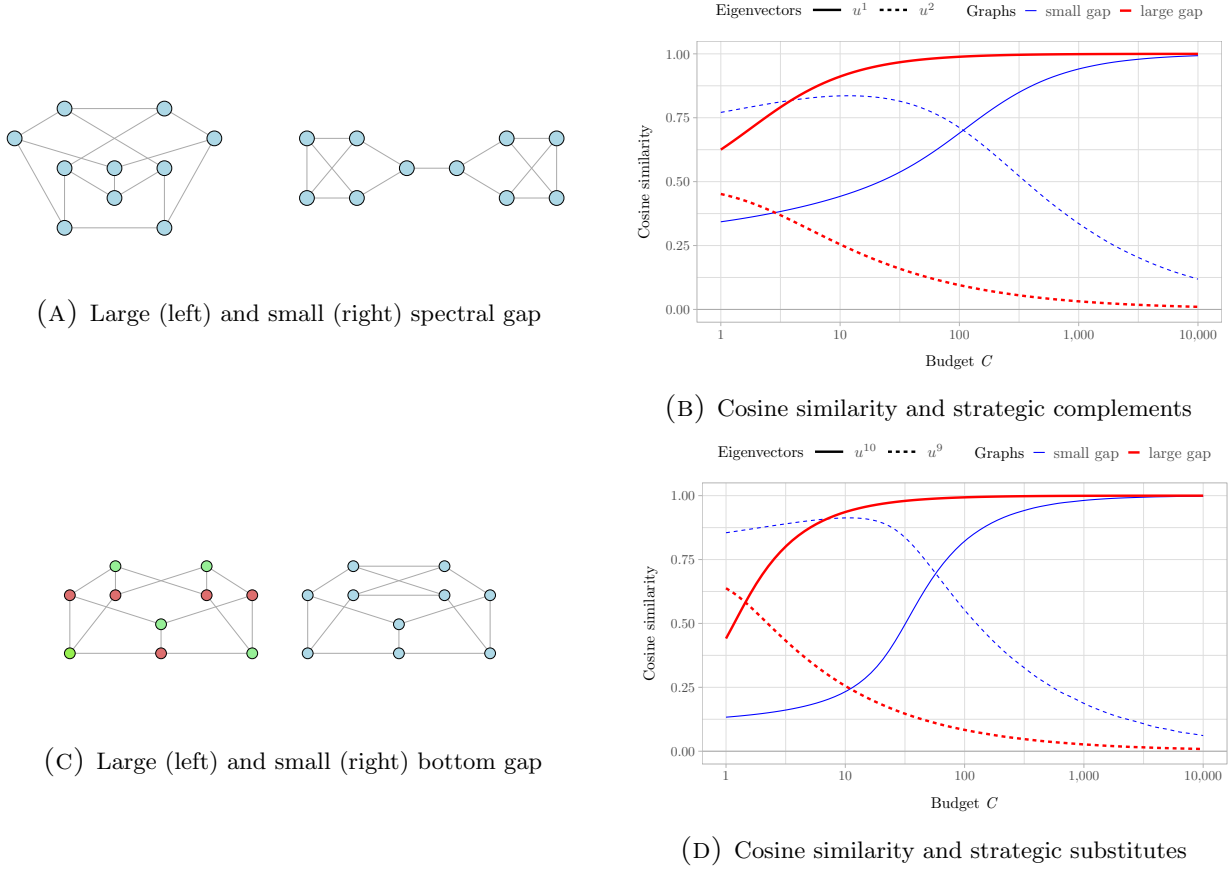 Eigenvectors u¹ u² Graphs small gap large gap
1.00
0.75
0.50
0.25
0.00
Cosine similarity
1 10 100 1,000 10,000
Budget C
(A) Large (left) and small (right) spectral gap
(B) Cosine similarity and strategic complements
Eigenvectors u¹⁰ u⁹ Graphs small gap large gap
1.00
0.75
0.50
0.25
0.00
Cosine similarity
1 10 100 1,000 10,000
Budget C
(C) Large (left) and small (right) bottom gap
(D) Cosine similarity and strategic substitutes